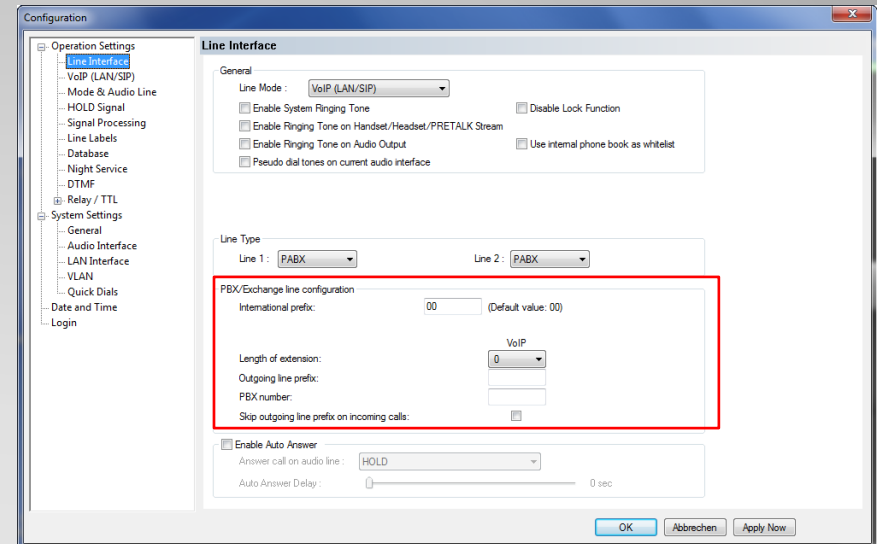 Configuration
Operation Settings
Line Interface
VoIP (LAN/SIP)
Mode & Audio Line
HOLD Signal
Signal Processing
Line Labels
Database
Night Service
DTMF
Relay / TTL
System Settings
General
Audio Interface
LAN Interface
VLAN
Quick Dials
Date and Time
Login
Line Interface
General
Line Mode : VoIP (LAN/SIP)
Enable System Ringing Tone Disable Lock Function
Enable Ringing Tone on Handset/Headset/PRETALK Stream
Enable Ringing Tone on Audio Output Use internal phone book as whitelist
Pseudo dial tones on current audio interface
Line Type
Line 1 : PABX Line 2 : PABX
PBX/Exchange line configuration
International prefix: 00 (Default value: 00)
VoIP
Length of extension: 0
Outgoing line prefix:
PBX number:
Skip outgoing line prefix on incoming calls:
Enable Auto Answer
Answer call on audio line : HOLD
Auto Answer Delay : 0 sec
OK Abbrechen Apply Now